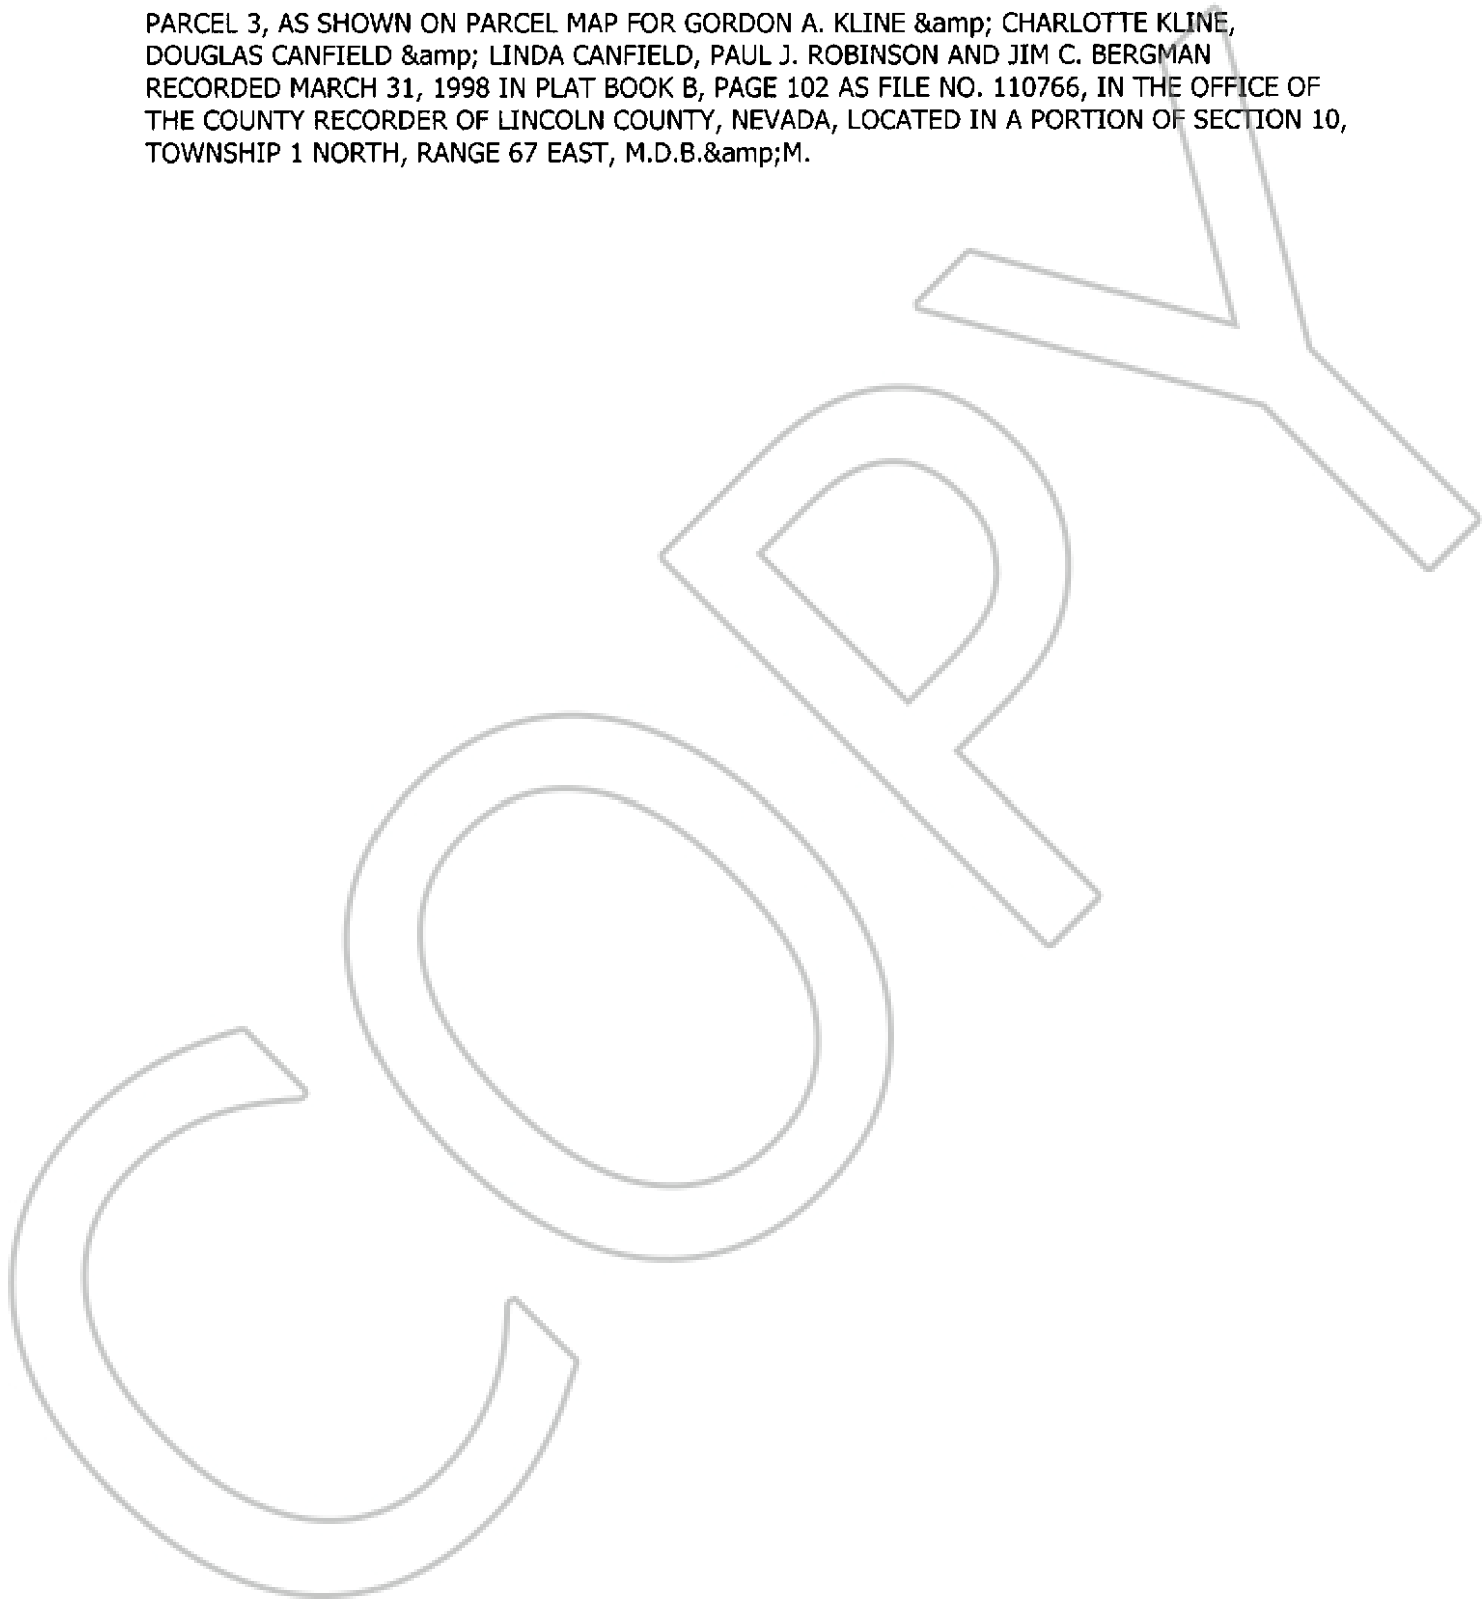 PARCEL 3, AS SHOWN ON PARCEL MAP FOR GORDON A. KLINE &amp;amp; CHARLOTTE KLINE,
DOUGLAS CANFIELD &amp;amp; LINDA CANFIELD, PAUL J. ROBINSON AND JIM C. BERGMAN
RECORDED MARCH 31, 1998 IN PLAT BOOK B, PAGE 102 AS FILE NO. 110766, IN THE OFFICE OF
THE COUNTY RECORDER OF LINCOLN COUNTY, NEVADA, LOCATED IN A PORTION OF SECTION 10,
TOWNSHIP 1 NORTH, RANGE 67 EAST, M.D.B.&amp;amp;M.
COPY